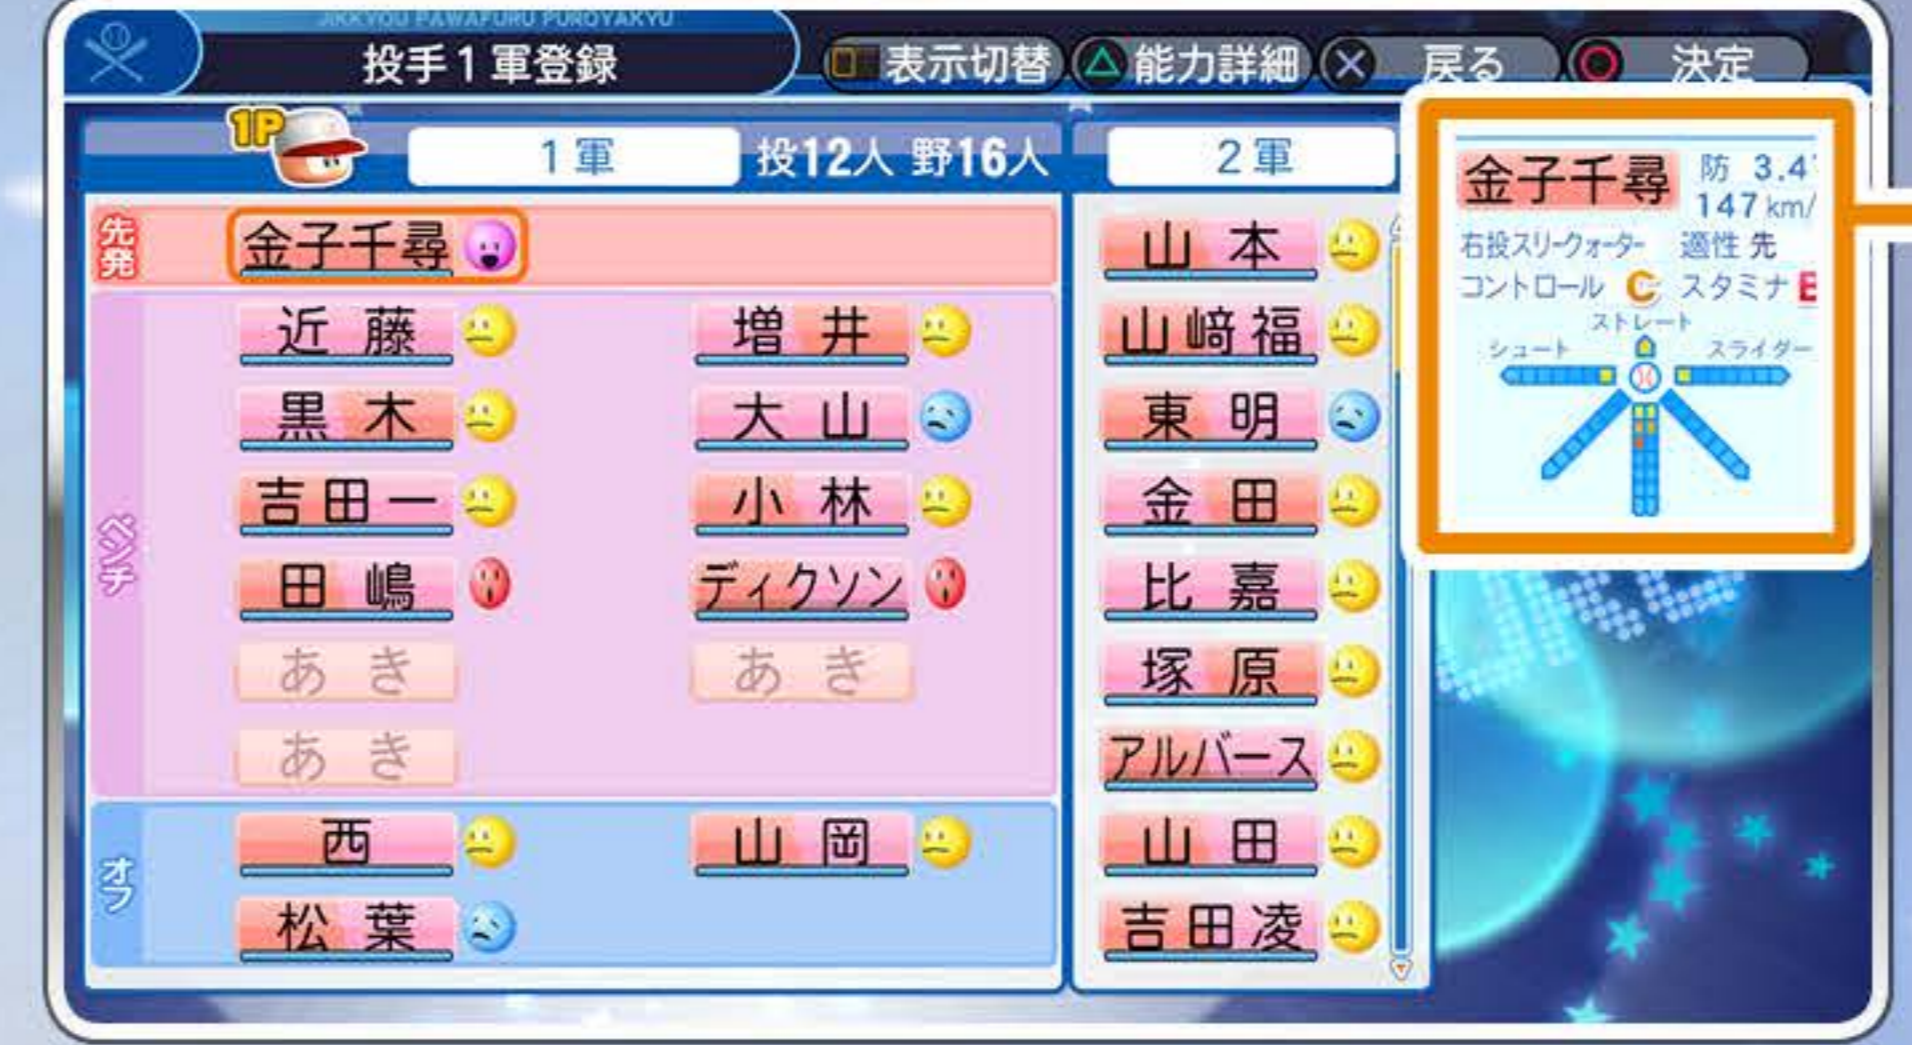 JIKKYOU PAWAFURU PUROYAKYU
投手1軍登録
表示切替 能力詳細 戻る 決定
1P 1軍 投12人 野16人 2軍
先発 金子千尋
ベンチ
近藤 増井
黒木 大山
吉田一 小林
田嶋 ディクソン
あき あき
あき
オフ
西 山岡
松葉
山本
山﨑福
東明
金田
比嘉
塚原
アルバース
山田
吉田凌
金子千尋 防 3.4
147 km/
右投スリークォーター 適性 先
コントロール C スタミナ
ストレート
シュート スライダー